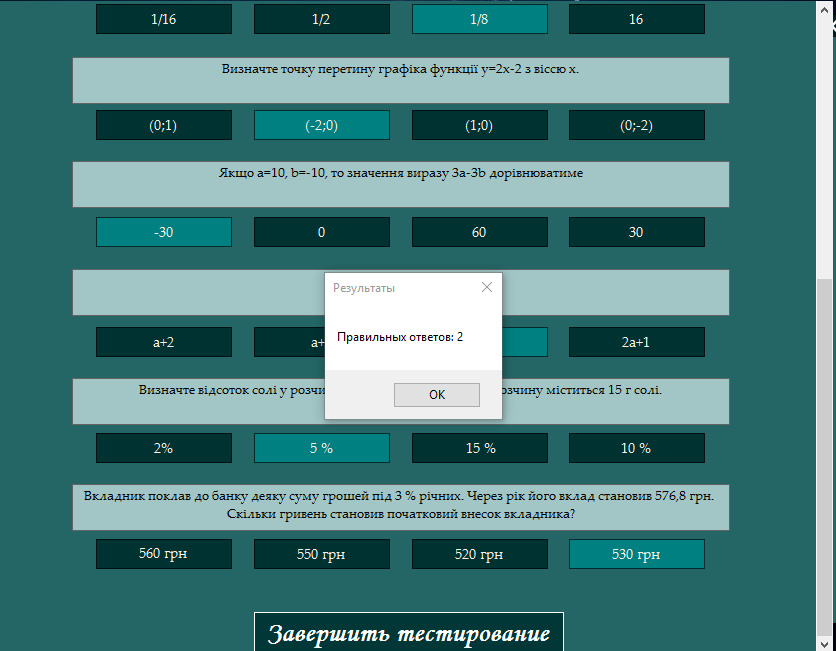 1/16 1/2 1/8 16
Визначте точку перетину графіка функції y=2x-2 з віссю x.
(0;1) (-2;0) (1;0) (0;-2)
Якщо a=10, b=-10, то значення виразу 3a-3b дорівнюватиме
-30 0 60 30
Результаты
Правильных ответов: 2
OK
a+2 a+ 2a+1
Визначте відсоток солі у розчи озчину міститься 15 г солі.
2% 5 % 15 % 10 %
Вкладник поклав до банку деяку суму грошей під 3 % річних. Через рік його вклад становив 576,8 грн.
Скільки гривень становив початковий внесок вкладника?
560 грн 550 грн 520 грн 530 грн
Завершить тестирование